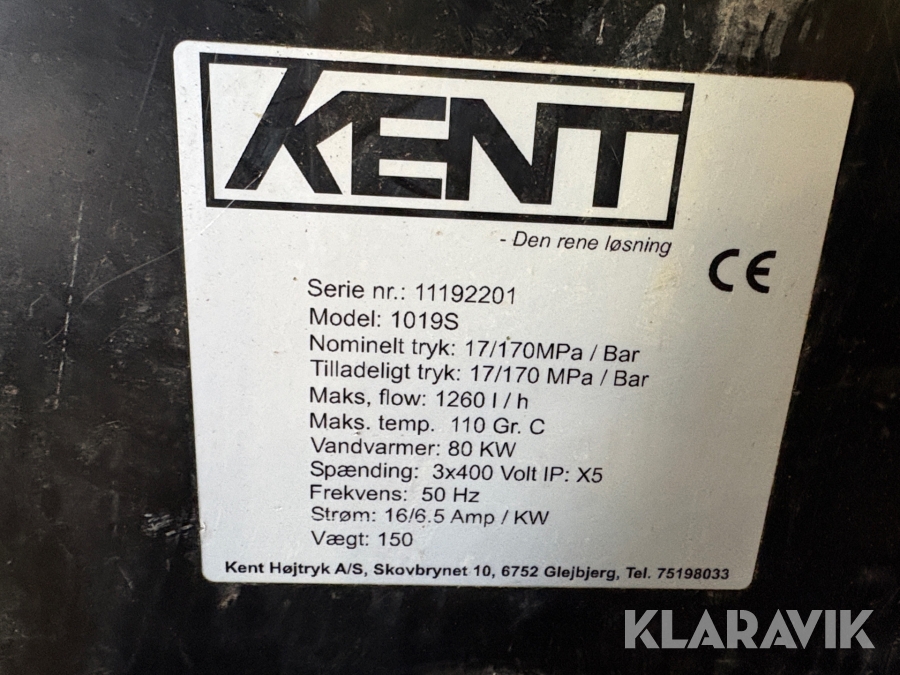 KENT
- Den rene løsning
CE
Serie nr.: 11192201
Model: 1019S
Nominelt tryk: 17/170MPa / Bar
Tilladeligt tryk: 17/170 MPa / Bar
Maks, flow: 1260 l / h
Maks. temp. 110 Gr. C
Vandvarmer: 80 KW
Spænding: 3x400 Volt IP: X5
Frekvens: 50 Hz
Strøm: 16/6.5 Amp / KW
Vægt: 150
Kent Højtryk A/S, Skovbrynet 10, 6752 Glejbjerg, Tel. 75198033
KLARAVIK